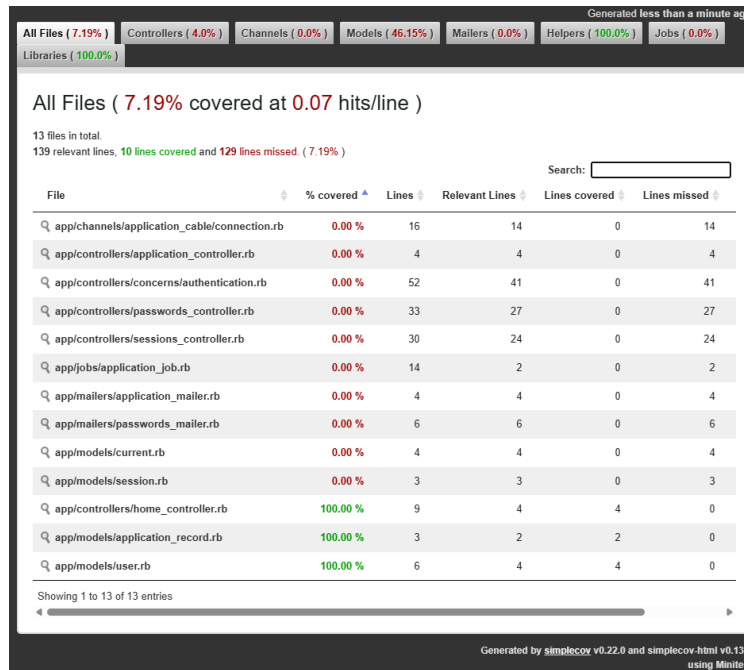 Generated less than a minute ag
All Files ( 7.19% ) Controllers ( 4.0% ) Channels ( 0.0% ) Models ( 46.15% ) Mailers ( 0.0% ) Helpers ( 100.0% ) Jobs ( 0.0% )
Libraries ( 100.0% )
All Files ( 7.19% covered at 0.07 hits/line )
13 files in total.
139 relevant lines, 10 lines covered and 129 lines missed. ( 7.19% )
Search:
File % covered Lines Relevant Lines Lines covered Lines missed
app/channels/application_cable/connection.rb 0.00 % 16 14 0 14
app/controllers/application_controller.rb 0.00 % 4 4 0 4
app/controllers/concerns/authentication.rb 0.00 % 52 41 0 41
app/controllers/passwords_controller.rb 0.00 % 33 27 0 27
app/controllers/sessions_controller.rb 0.00 % 30 24 0 24
app/jobs/application_job.rb 0.00 % 14 2 0 2
app/mailers/application_mailer.rb 0.00 % 4 4 0 4
app/mailers/passwords_mailer.rb 0.00 % 6 6 0 6
app/models/current.rb 0.00 % 4 4 0 4
app/models/session.rb 0.00 % 3 3 0 3
app/controllers/home_controller.rb 100.00 % 9 4 4 0
app/models/application_record.rb 100.00 % 3 2 2 0
app/models/user.rb 100.00 % 6 4 4 0
Showing 1 to 13 of 13 entries
Generated by simplecov v0.22.0 and simplecov-html v0.13
using Minite